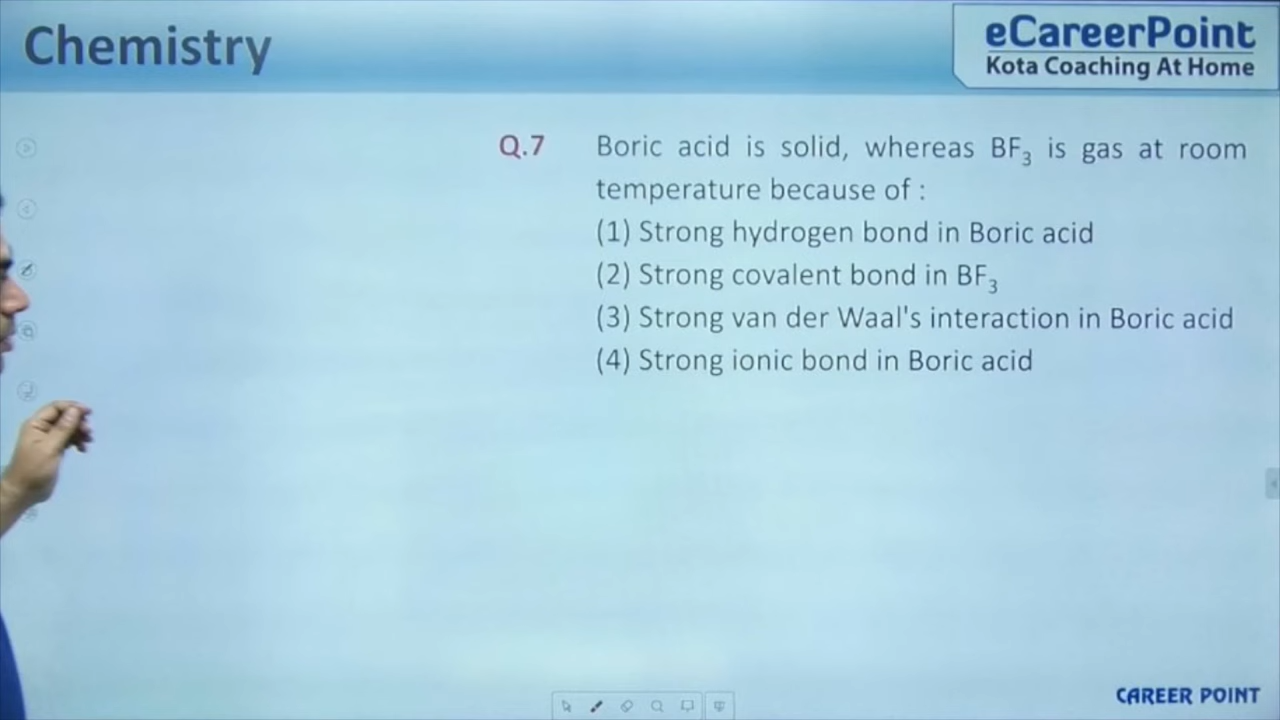 Chemistry
eCareerPoint
Kota Coaching At Home
Q.7 Boric acid is solid, whereas BF₃ is gas at room
temperature because of :
(1) Strong hydrogen bond in Boric acid
(2) Strong covalent bond in BF₃
(3) Strong van der Waal's interaction in Boric acid
(4) Strong ionic bond in Boric acid
CAREER POINT